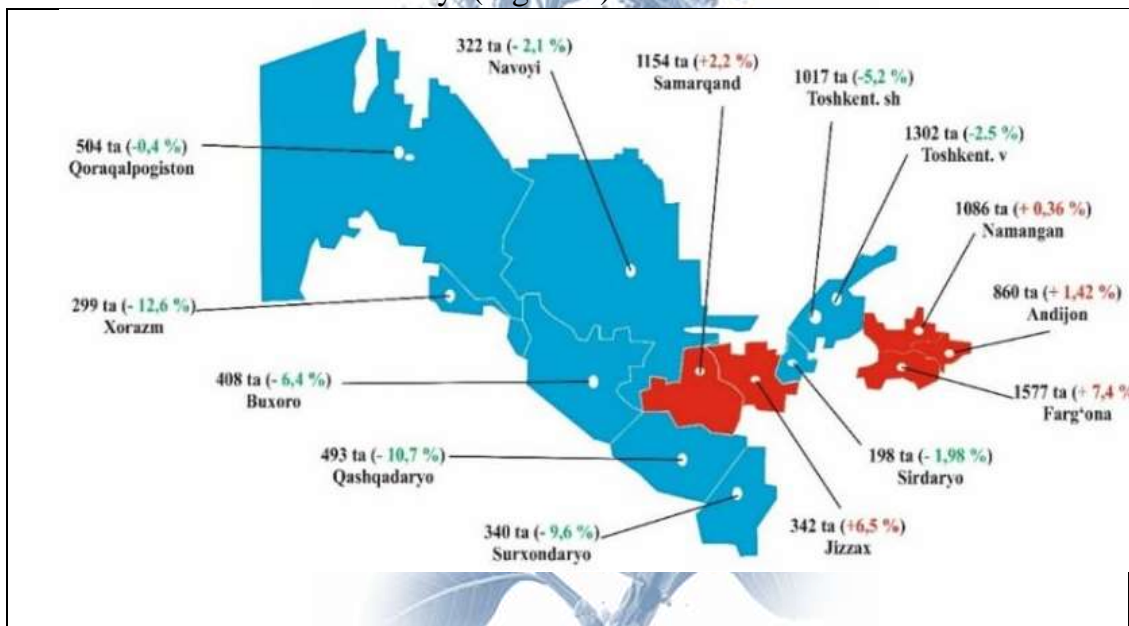 322 ta (- 2,1 %)
Navoyi
1154 ta (+2,2 %)
Samarqand
1017 ta (-5,2 %)
Toshkent. sh
1302 ta (-2.5 %)
Toshkent. v
504 ta (-0,4 %)
Qoraqalpogiston
1086 ta (+ 0,36 %)
Namangan
860 ta (+ 1,42 %)
Andijon
299 ta (- 12,6 %)
Xorazm
408 ta (- 6,4 %)
Buxoro
1577 ta (+ 7,4 %
Farg‘ona
493 ta (- 10,7 %)
Qashqadaryo
198 ta (- 1,98 %)
Sirdaryo
340 ta (- 9,6 %)
Surxondaryo
342 ta (+6,5 %)
Jizzax